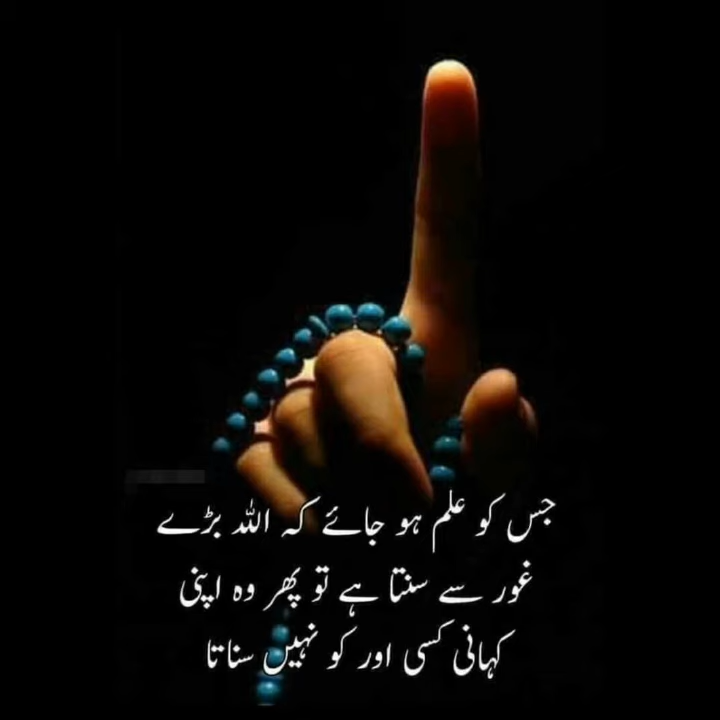 جس کو علم ہو جائے کہ اللہ بڑے
غور سے سنتا ہے تو پھر وہ اپنی
کہانی کسی اور کو نہیں سناتا